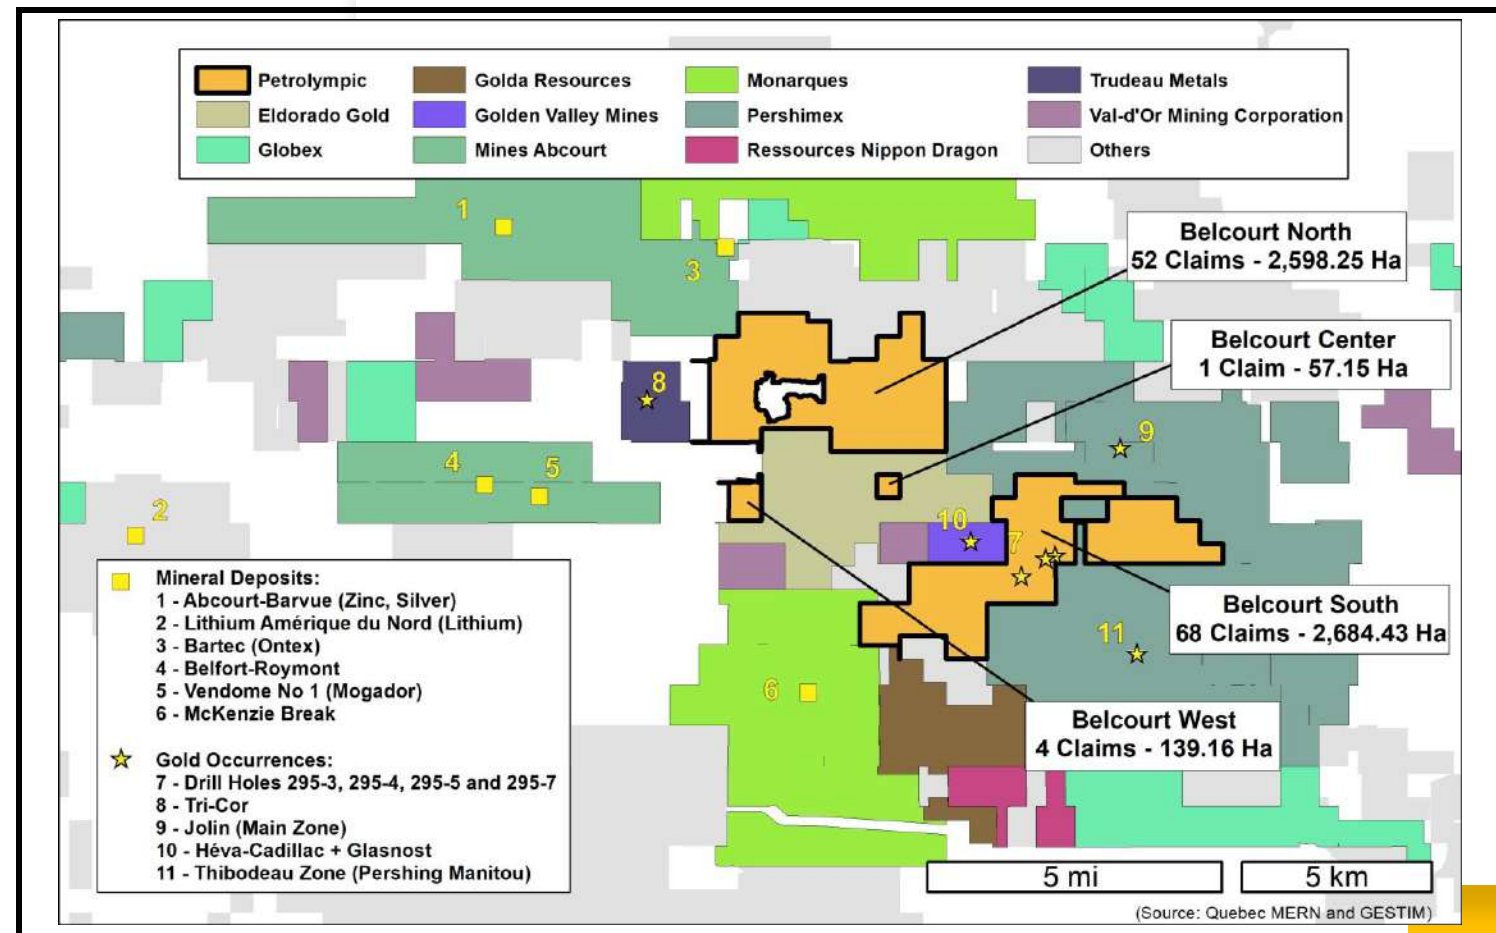 Petrolympic
Golda Resources
Monarques
Trudeau Metals
Eldorado Gold
Golden Valley Mines
Pershimex
Val-d'Or Mining Corporation
Globex
Mines Abcourt
Ressources Nippon Dragon
Others
1
Belcourt North
52 Claims - 2,598.25 Ha
3
Belcourt Center
1 Claim - 57.15 Ha
8
9
4
5
2
10
7
Mineral Deposits:
1 - Abcourt-Barvue (Zinc, Silver)
2 - Lithium Amérique du Nord (Lithium)
3 - Bartec (Ontex)
4 - Belfort-Roymont
5 - Vendome No 1 (Mogador)
6 - McKenzie Break
Belcourt South
68 Claims - 2,684.43 Ha
11
6
Belcourt West
4 Claims - 139.16 Ha
Gold Occurrences:
7 - Drill Holes 295-3, 295-4, 295-5 and 295-7
8 - Tri-Cor
9 - Jolin (Main Zone)
10 - Héva-Cadillac + Glasnost
11 - Thibodeau Zone (Pershing Manitou)
5 mi
5 km
(Source: Quebec MERN and GESTIM)